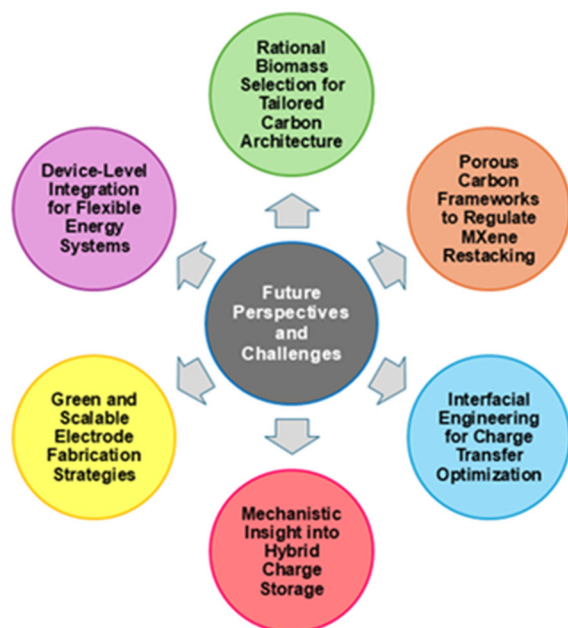 Rational
Biomass
Selection for
Tailored
Carbon
Architecture
Porous
Carbon
Frameworks
to Regulate
MXene
Restacking
Interfacial
Engineering
for Charge
Transfer
Optimization
Mechanistic
Insight into
Hybrid
Charge
Storage
Green and
Scalable
Electrode
Fabrication
Strategies
Device-Level
Integration
for Flexible
Energy
Systems
Future
Perspectives
and
Challenges